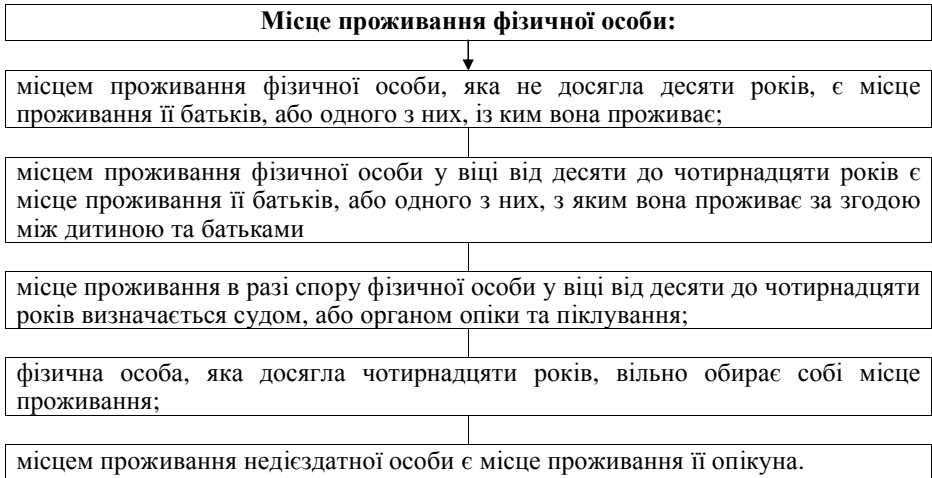 Місце проживання фізичної особи:
місцем проживання фізичної особи, яка не досягла десяти років, є місце
проживання її батьків, або одного з них, із ким вона проживає;
місцем проживання фізичної особи у віці від десяти до чотирнадцяти років є
місце проживання її батьків, або одного з них, з яким вона проживає за згодою
між дитиною та батьками
місце проживання в разі спору фізичної особи у віці від десяти до чотирнадцяти
років визначається судом, або органом опіки та піклування;
фізична особа, яка досягла чотирнадцяти років, вільно обирає собі місце
проживання;
місцем проживання недієздатної особи є місце проживання її опікуна.